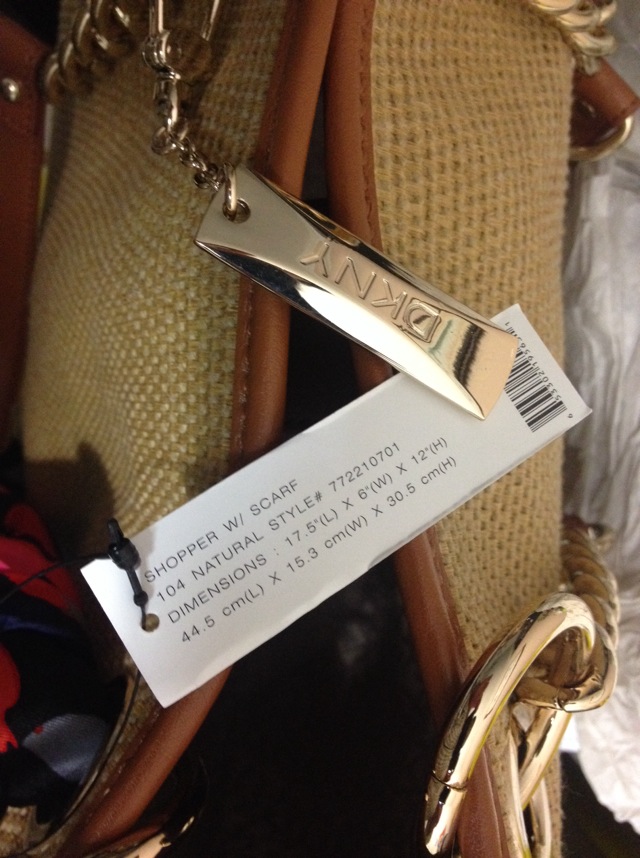 DKNY
SHOPPER W/ SCARF
104 NATURAL STYLE# 772210701
DIMENSIONS : 17.5"(L) X 6"(W) X 12"(H)
44.5 cm(L) X 15.3 cm(W) X 30.5 cm(H)